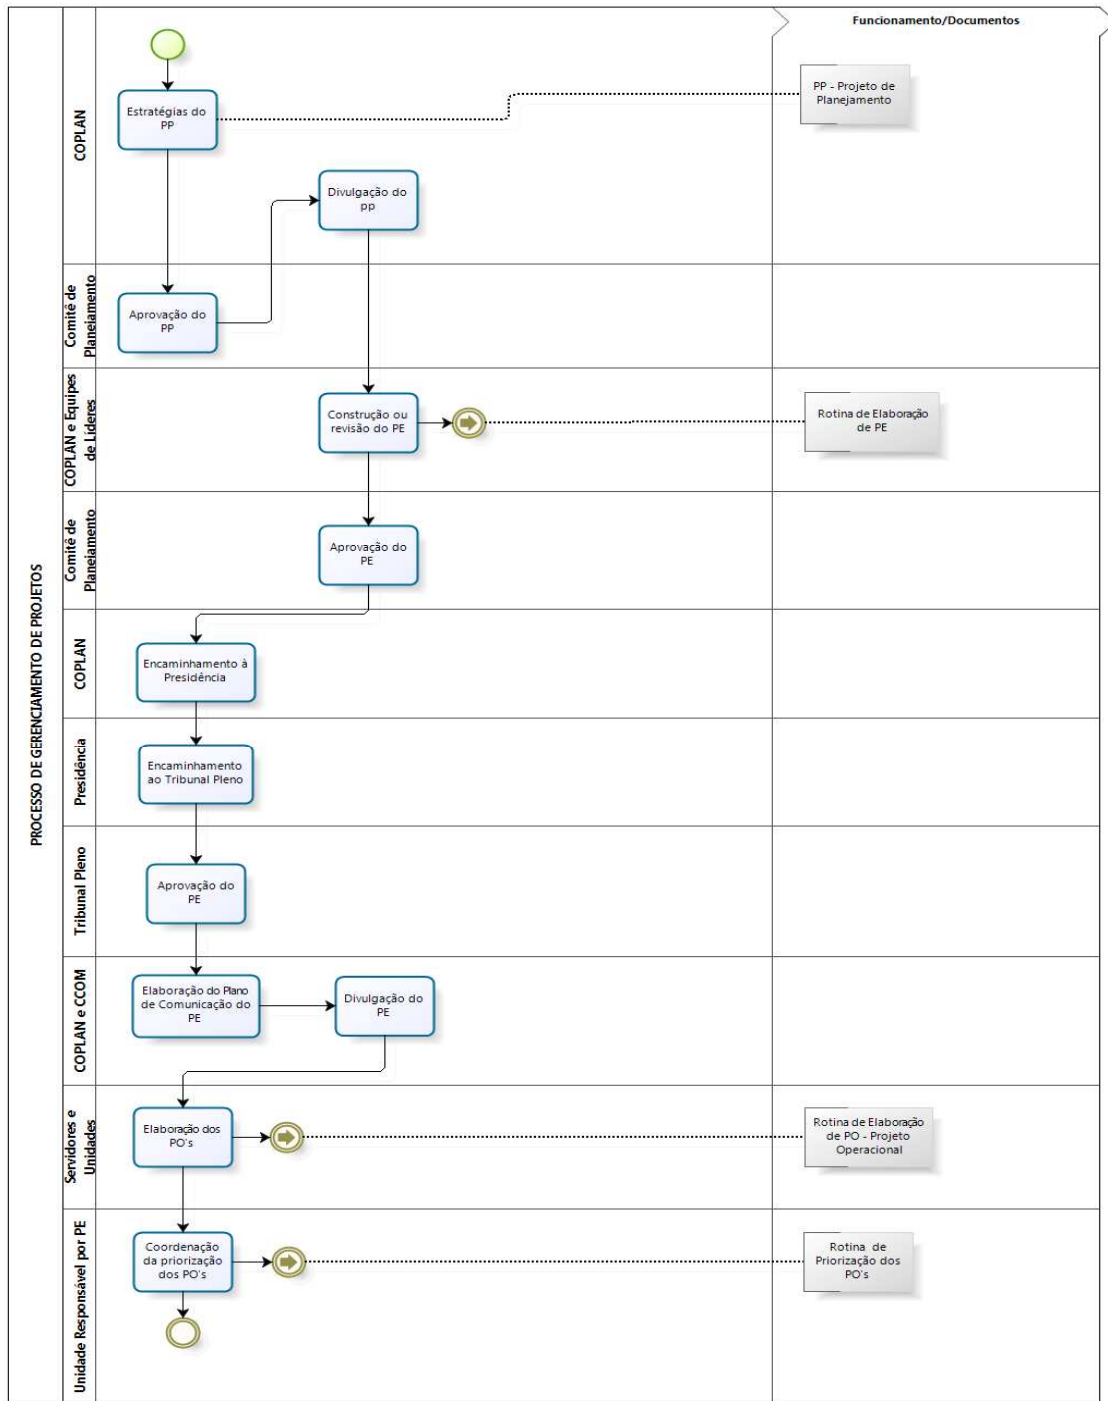 Funcionamento/Documentos
PROCESSO DE GERENCIAMENTO DE PROJETOS
COPLAN
Estratégias do
PP
PP - Projeto de
Planejamento
Divulgação do
pp
Comitê de
Planejamento
Aprovação do
PP
COPLAN e Equipes
de Líderes
Construção ou
revisão do PE
Rotina de Elaboração
de PE
Comitê de
Planejamento
Aprovação do
PE
COPLAN
Encaminhamento à
Presidência
Presidência
Encaminhamento
ao Tribunal Pleno
Tribunal Pleno
Aprovação do
PE
COPLAN e CCOM
Elaboração do Plano
de Comunicação do
PE
Divulgação do
PE
Servidores e
Unidades
Elaboração dos
PO's
Rotina de Elaboração
de PO - Projeto
Operacional
Unidade Responsável por PE
Coordenação
da priorização
dos PO's
Rotina de
Priorização dos
PO's